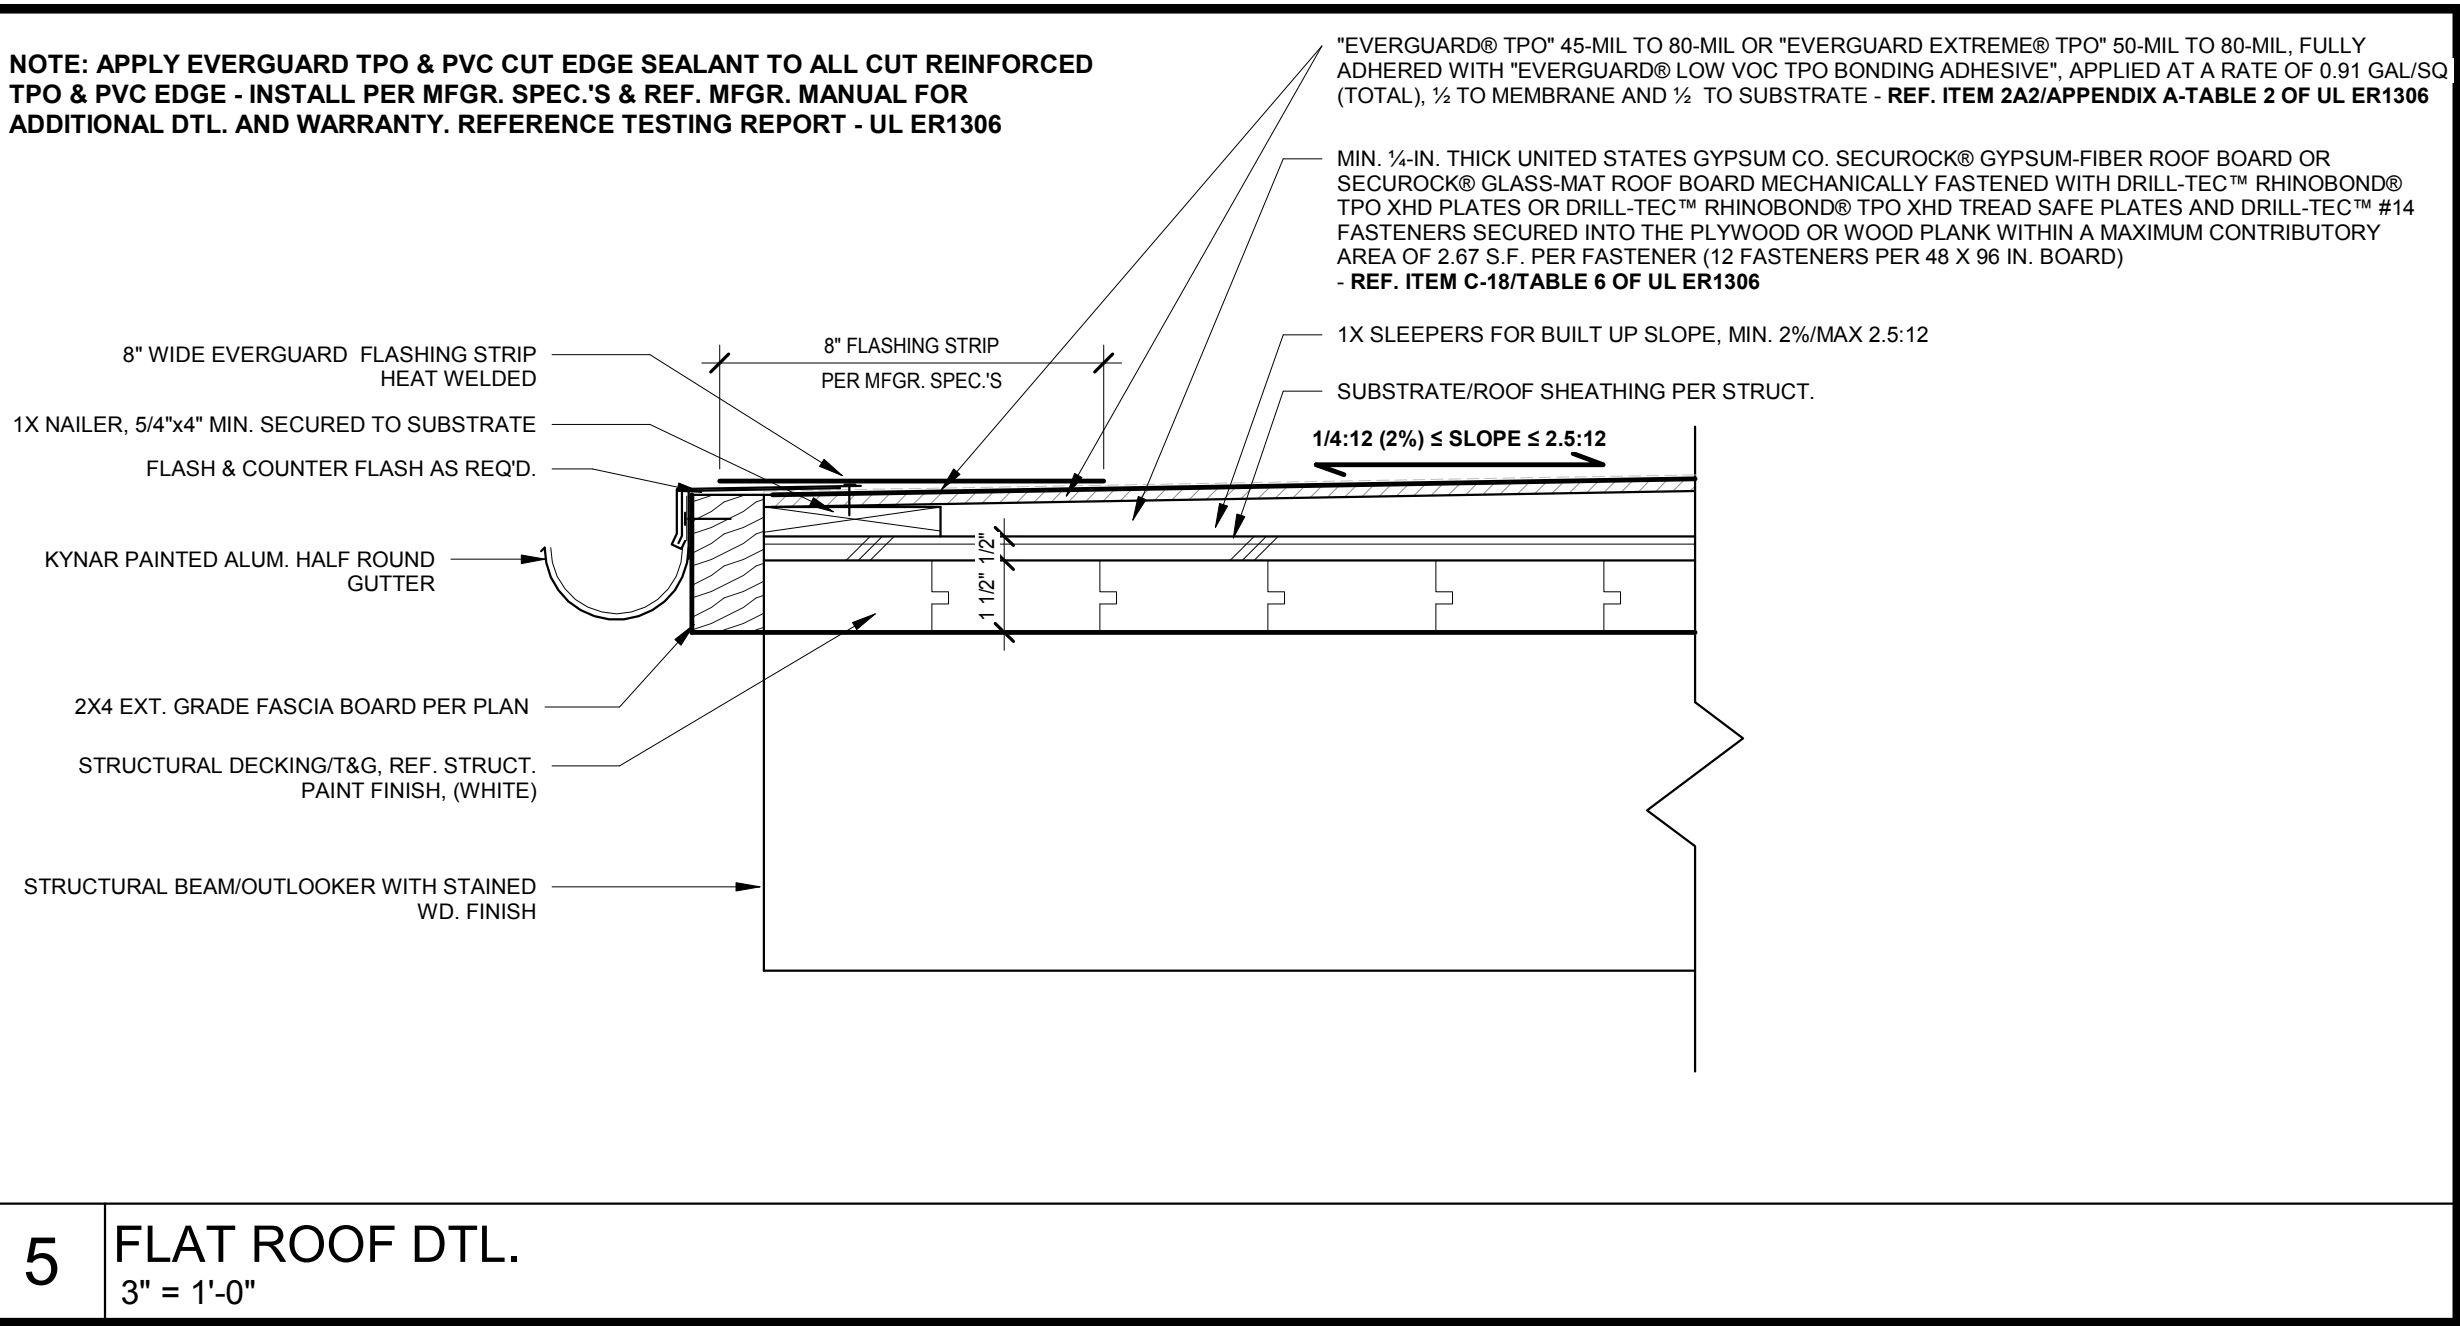 NOTE: APPLY EVERGUARD TPO & PVC CUT EDGE SEALANT TO ALL CUT REINFORCED
TPO & PVC EDGE - INSTALL PER MFGR. SPEC.'S & REF. MFGR. MANUAL FOR
ADDITIONAL DTL. AND WARRANTY. REFERENCE TESTING REPORT - UL ER1306
"EVERGUARD® TPO" 45-MIL TO 80-MIL OR "EVERGUARD EXTREME® TPO" 50-MIL TO 80-MIL, FULLY
ADHERED WITH "EVERGUARD® LOW VOC TPO BONDING ADHESIVE", APPLIED AT A RATE OF 0.91 GAL/SQ
(TOTAL), ½ TO MEMBRANE AND ½ TO SUBSTRATE - REF. ITEM 2A2/APPENDIX A-TABLE 2 OF UL ER1306
MIN. ¼-IN. THICK UNITED STATES GYPSUM CO. SECUROCK® GYPSUM-FIBER ROOF BOARD OR
SECUROCK® GLASS-MAT ROOF BOARD MECHANICALLY FASTENED WITH DRILL-TEC™ RHINOBOND®
TPO XHD PLATES OR DRILL-TEC™ RHINOBOND® TPO XHD TREAD SAFE PLATES AND DRILL-TEC™ #14
FASTENERS SECURED INTO THE PLYWOOD OR WOOD PLANK WITHIN A MAXIMUM CONTRIBUTORY
AREA OF 2.67 S.F. PER FASTENER (12 FASTENERS PER 48 X 96 IN. BOARD)
- REF. ITEM C-18/TABLE 6 OF UL ER1306
1X SLEEPERS FOR BUILT UP SLOPE, MIN. 2%/MAX 2.5:12
SUBSTRATE/ROOF SHEATHING PER STRUCT.
1/4:12 (2%) ≤ SLOPE ≤ 2.5:12
8" FLASHING STRIP
PER MFGR. SPEC.'S
8" WIDE EVERGUARD FLASHING STRIP
HEAT WELDED
1X NAILER, 5/4"x4" MIN. SECURED TO SUBSTRATE
FLASH & COUNTER FLASH AS REQ'D.
KYNAR PAINTED ALUM. HALF ROUND
GUTTER
1/2"
1 1/2"
2X4 EXT. GRADE FASCIA BOARD PER PLAN
STRUCTURAL DECKING/T&G, REF. STRUCT.
PAINT FINISH, (WHITE)
STRUCTURAL BEAM/OUTLOOKER WITH STAINED
WD. FINISH
5
FLAT ROOF DTL.
3" = 1'-0"